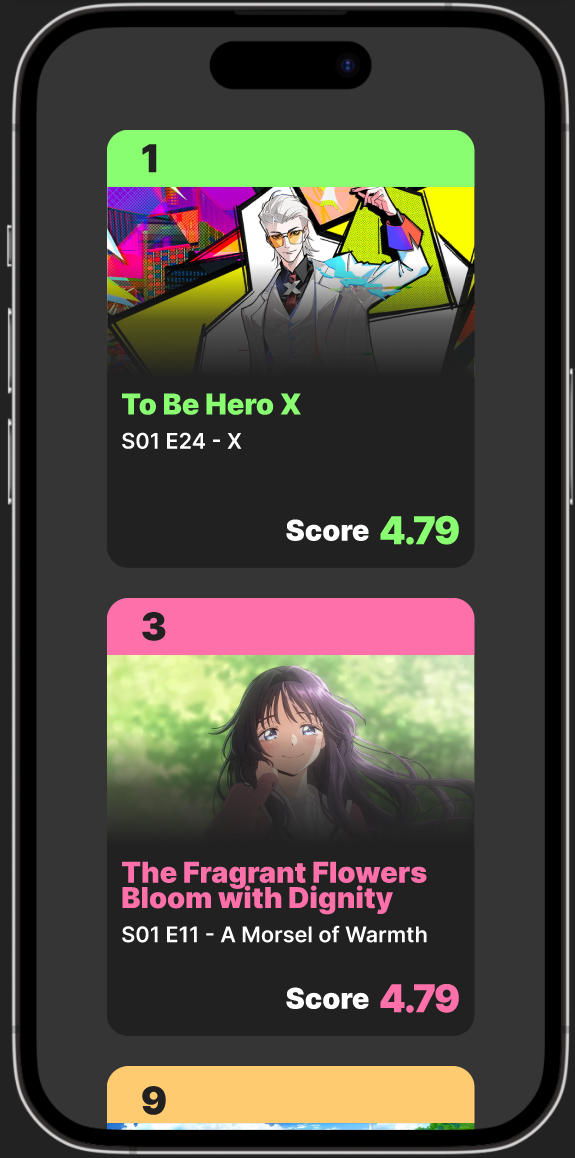 1
To Be Hero X
S01 E24 - X
Score 4.79
3
The Fragrant Flowers
Bloom with Dignity
S01 E11 - A Morsel of Warmth
Score 4.79
9